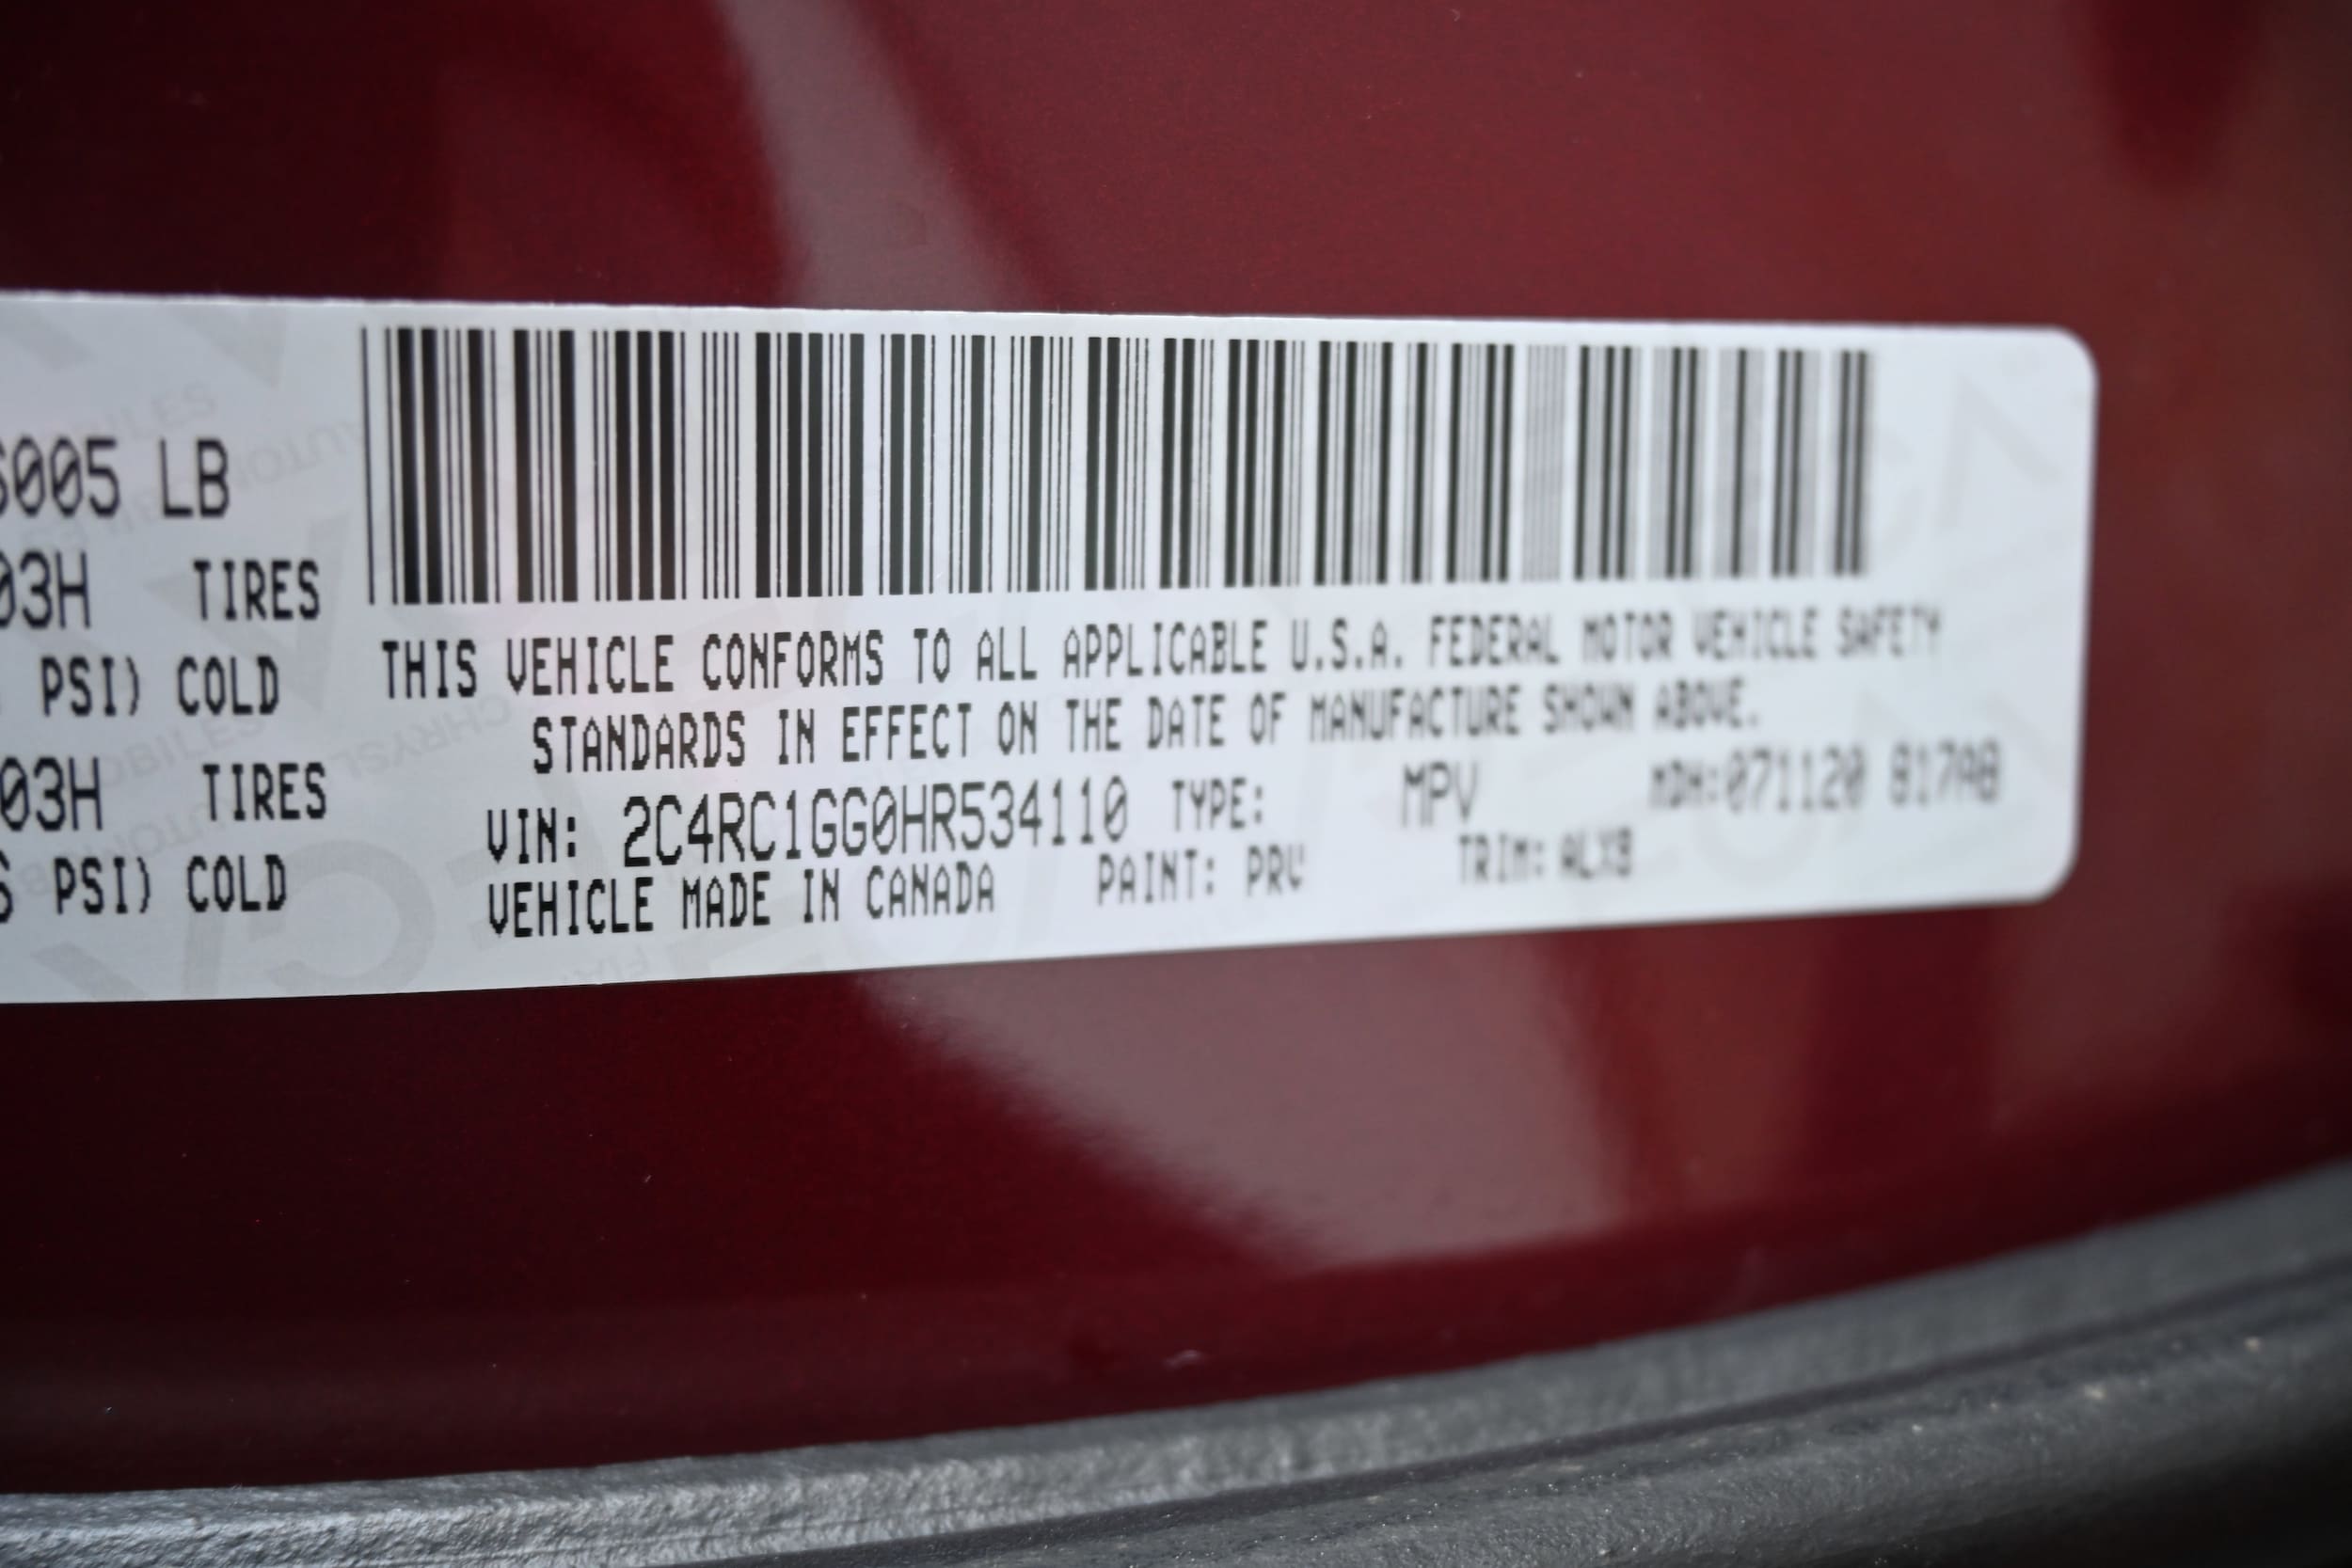 005 LB
03H TIRES
PSI) COLD
03H TIRES
PSI) COLD
THIS VEHICLE CONFORMS TO ALL APPLICABLE U.S.A. FEDERAL MOTOR VEHICLE SAFETY
STANDARDS IN EFFECT ON THE DATE OF MANUFACTURE SHOWN ABOVE.
VIN: 2C4RC1GG0HR534110 TYPE: MPV MDH:071120 817AB
VEHICLE MADE IN CANADA PAINT: PRV TRIM: ALX9